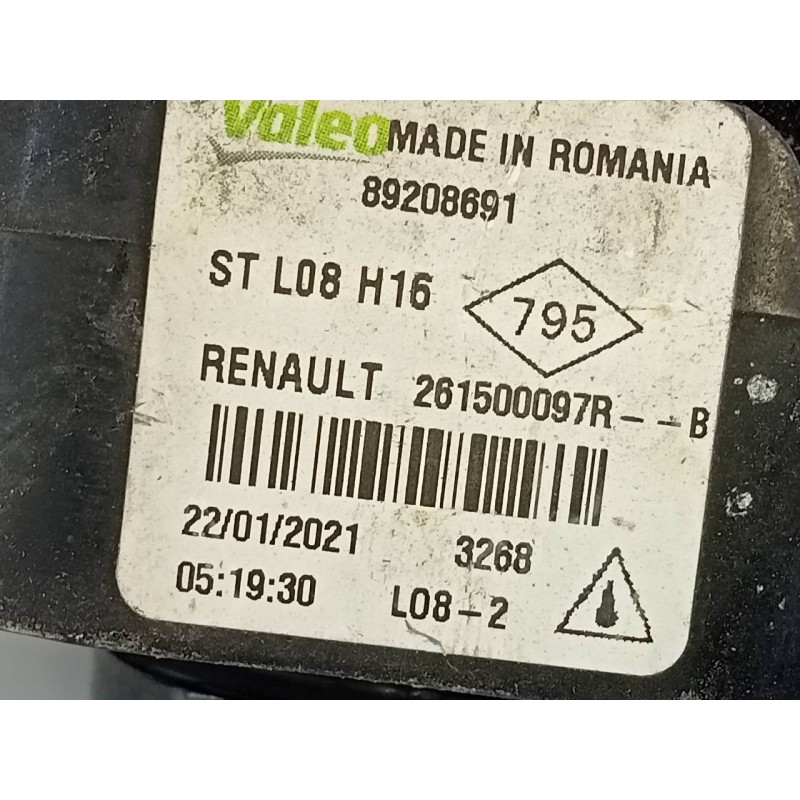 Valeo MADE IN ROMANIA
89208691
ST L08 H16 795
RENAULT 261500097R--B
22/01/2021 3268
05:19:30 L08-2